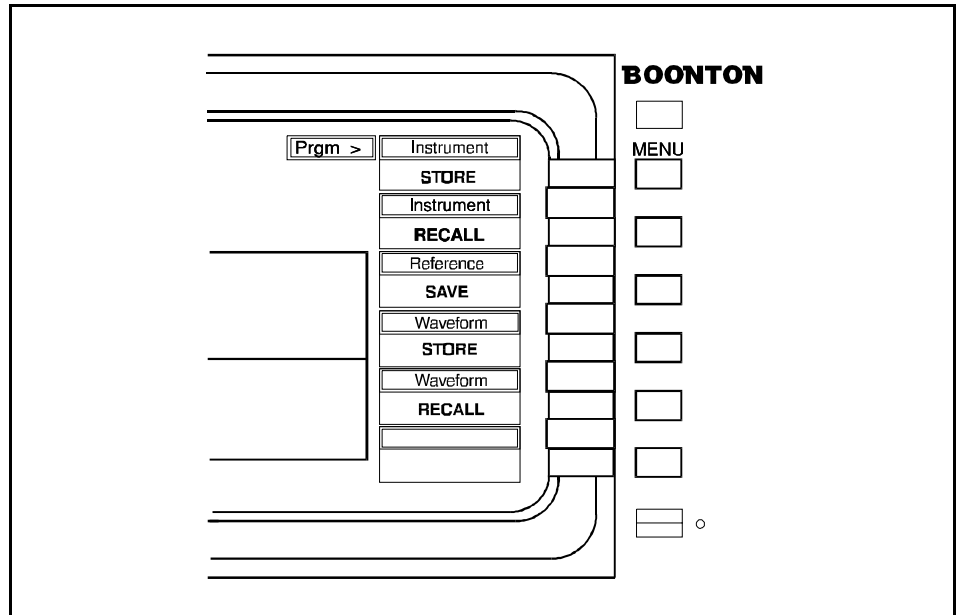 BOONTON
Prgm >
Instrument
MENU
STORE
Instrument
RECALL
Reference
SAVE
Waveform
STORE
Waveform
RECALL